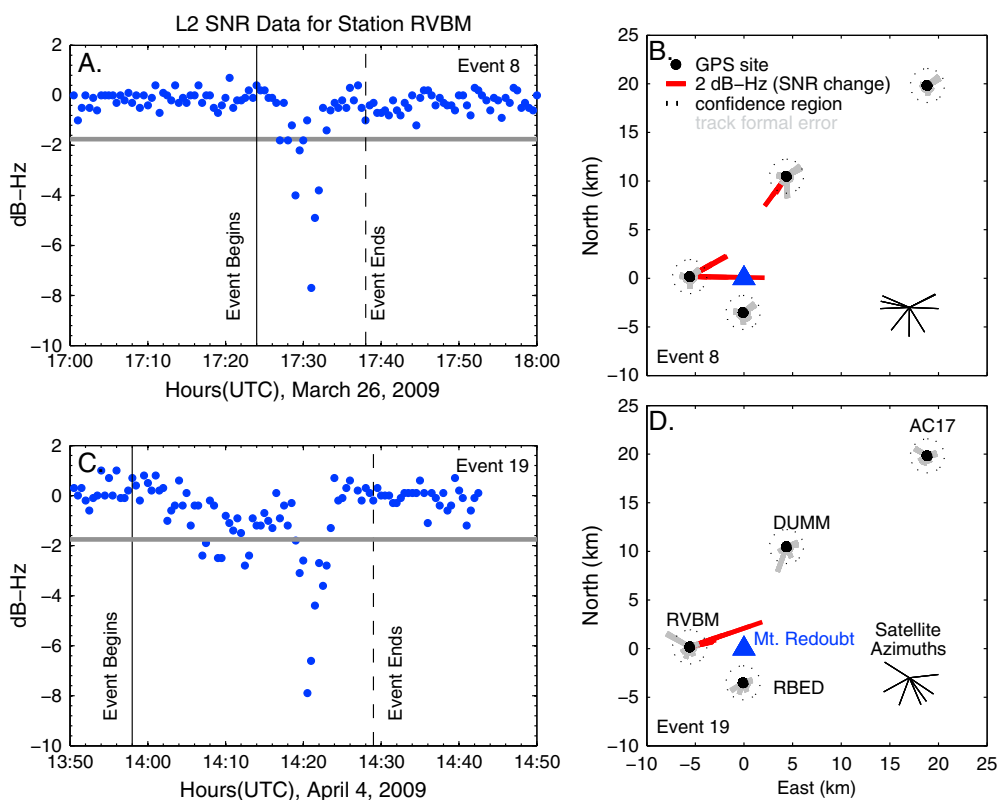 L2 SNR Data for Station RVBM
A.
Event 8
2
0
−2
−4
−6
−8
−10
dB−Hz
Event Begins
Event Ends
17:00
17:10
17:20
17:30
17:40
17:50
18:00
Hours(UTC), March 26, 2009
B.
GPS site
2 dB−Hz (SNR change)
confidence region
track formal error
25
20
15
10
5
0
−5
−10
North (km)
Event 8
C.
Event 19
2
0
−2
−4
−6
−8
−10
dB−Hz
Event Begins
Event Ends
13:50
14:00
14:10
14:20
14:30
14:40
14:50
Hours(UTC), April 4, 2009
D.
AC17
DUMM
RVBM
Mt. Redoubt
Satellite
Azimuths
RBED
Event 19
25
20
15
10
5
0
−5
−10
North (km)
−10
−5
0
5
10
15
20
25
East (km)